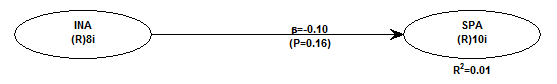 INA
(R)8i
в=-0.10
(P=0.16)
SPA
(R)10i
R²=0.01